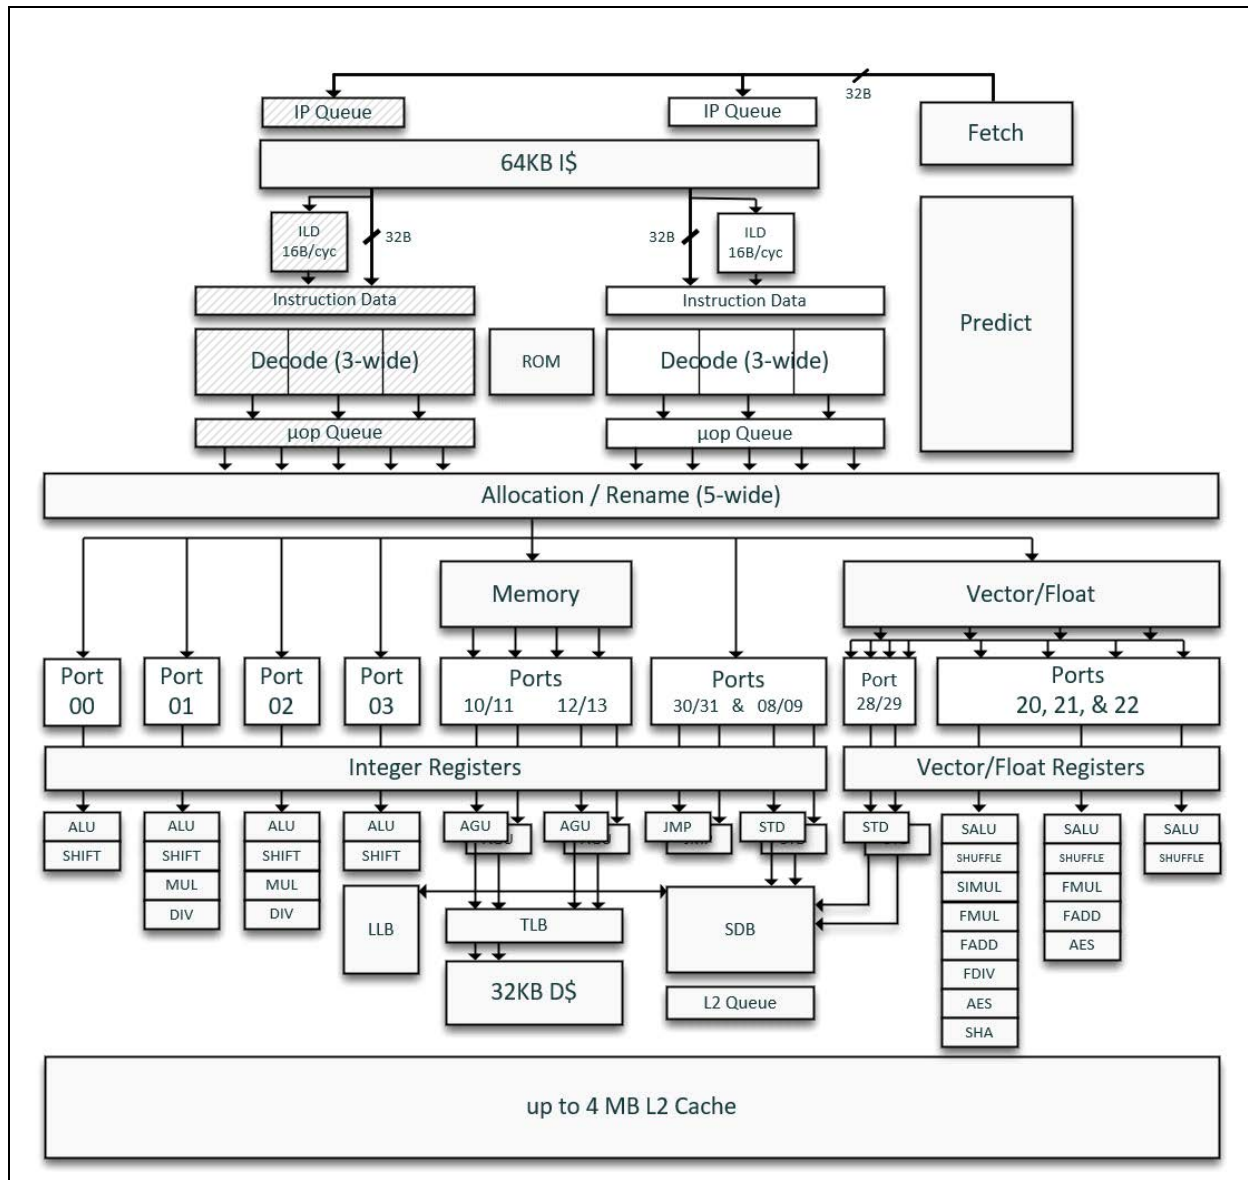 32B
IP Queue
IP Queue
Fetch
64KB I$
ILD
16B/cyc
32B
32B
ILD
16B/cyc
Instruction Data
Instruction Data
Predict
Decode (3-wide)
ROM
Decode (3-wide)
μop Queue
μop Queue
Allocation / Rename (5-wide)
Memory
Vector/Float
Port
00
Port
01
Port
02
Port
03
Ports
10/11 12/13
Ports
30/31 & 08/09
Port
28/29
Ports
20, 21, & 22
Integer Registers
Vector/Float Registers
ALU
SHIFT
ALU
SHIFT
MUL
DIV
ALU
SHIFT
MUL
DIV
ALU
SHIFT
AGU
AGU
JMP
STD
STD
SALU
SHUFFLE
SIMUL
FMUL
FADD
FDIV
AES
SHA
SALU
SHUFFLE
FMUL
FADD
AES
SALU
SHUFFLE
LLB
TLB
SDB
32KB D$
L2 Queue
up to 4 MB L2 Cache